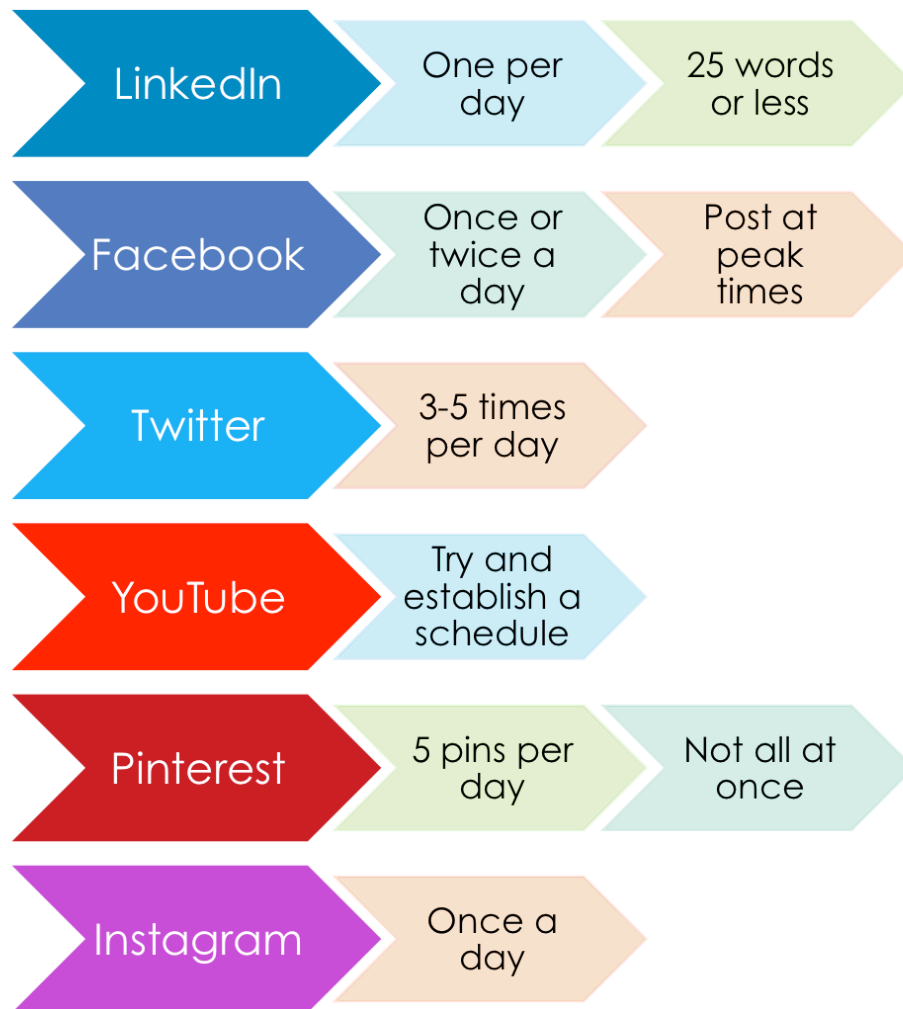 LinkedIn
One per
day
25 words
or less
Facebook
Once or
twice a
day
Post at
peak
times
Twitter
3-5 times
per day
YouTube
Try and
establish a
schedule
Pinterest
5 pins per
day
Not all at
once
Instagram
Once a
day